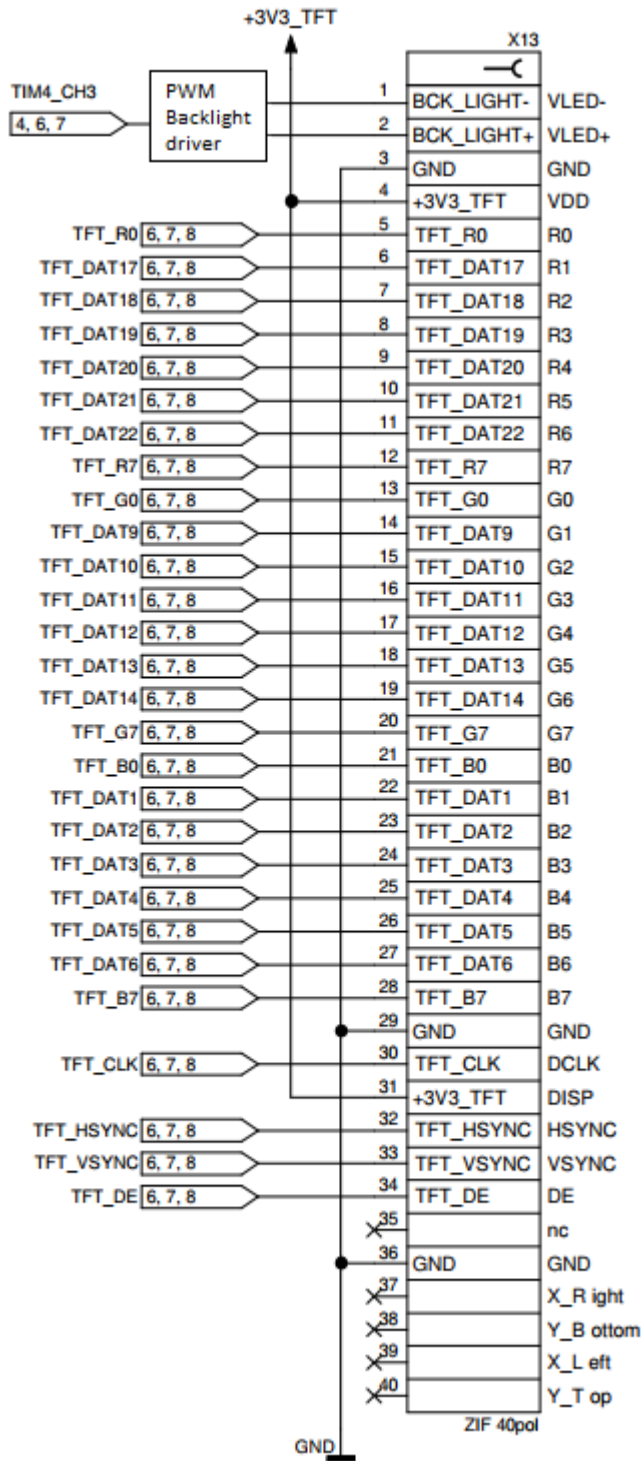 +3V3_TFT
X13
TIM4_CH3
4, 6, 7
PWM
Backlight
driver
1 BCK_LIGHT- VLED-
2 BCK_LIGHT+ VLED+
3 GND GND
4 +3V3_TFT VDD
TFT_R0 6, 7, 8 5 TFT_R0 R0
TFT_DAT17 6, 7, 8 6 TFT_DAT17 R1
TFT_DAT18 6, 7, 8 7 TFT_DAT18 R2
TFT_DAT19 6, 7, 8 8 TFT_DAT19 R3
TFT_DAT20 6, 7, 8 9 TFT_DAT20 R4
TFT_DAT21 6, 7, 8 10 TFT_DAT21 R5
TFT_DAT22 6, 7, 8 11 TFT_DAT22 R6
TFT_R7 6, 7, 8 12 TFT_R7 R7
TFT_G0 6, 7, 8 13 TFT_G0 G0
TFT_DAT9 6, 7, 8 14 TFT_DAT9 G1
TFT_DAT10 6, 7, 8 15 TFT_DAT10 G2
TFT_DAT11 6, 7, 8 16 TFT_DAT11 G3
TFT_DAT12 6, 7, 8 17 TFT_DAT12 G4
TFT_DAT13 6, 7, 8 18 TFT_DAT13 G5
TFT_DAT14 6, 7, 8 19 TFT_DAT14 G6
TFT_G7 6, 7, 8 20 TFT_G7 G7
TFT_B0 6, 7, 8 21 TFT_B0 B0
TFT_DAT1 6, 7, 8 22 TFT_DAT1 B1
TFT_DAT2 6, 7, 8 23 TFT_DAT2 B2
TFT_DAT3 6, 7, 8 24 TFT_DAT3 B3
TFT_DAT4 6, 7, 8 25 TFT_DAT4 B4
TFT_DAT5 6, 7, 8 26 TFT_DAT5 B5
TFT_DAT6 6, 7, 8 27 TFT_DAT6 B6
TFT_B7 6, 7, 8 28 TFT_B7 B7
29 GND GND
TFT_CLK 6, 7, 8 30 TFT_CLK DCLK
31 +3V3_TFT DISP
TFT_HSYNC 6, 7, 8 32 TFT_HSYNC HSYNC
TFT_VSYNC 6, 7, 8 33 TFT_VSYNC VSYNC
TFT_DE 6, 7, 8 34 TFT_DE DE
35 nc
36 GND GND
37 X_R ight
38 Y_B ottom
39 X_L eft
40 Y_T op
ZIF 40pol
GND